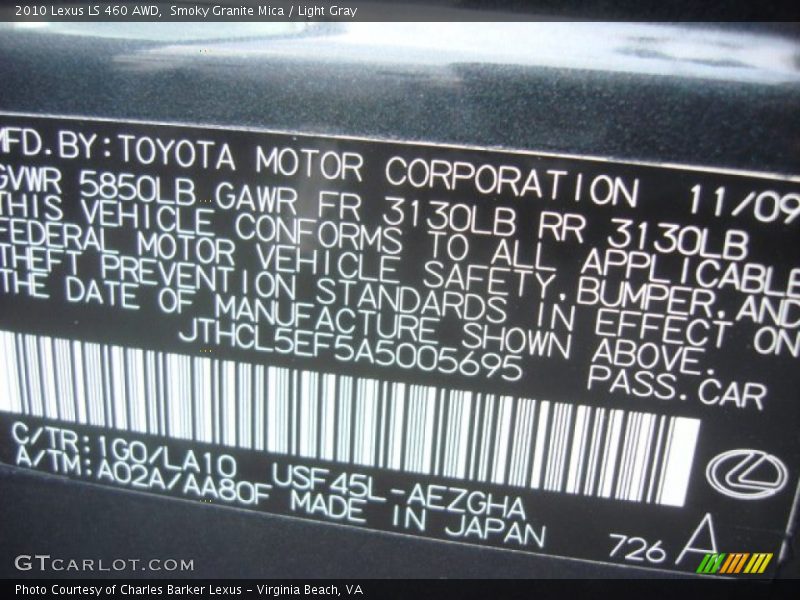 2010 Lexus LS 460 AWD, Smoky Granite Mica / Light Gray
MFD.BY:TOYOTA MOTOR CORPORATION 11/09
GVWR 5850LB GAWR FR 3130LB RR 3130LB
THIS VEHICLE CONFORMS TO ALL APPLICABLE
FEDERAL MOTOR VEHICLE SAFETY,BUMPER,AND
THEFT PREVENTION STANDARDS IN EFFECT ON
THE DATE OF MANUFACTURE SHOWN ABOVE.
JTHCL5EF5A5005695 PASS.CAR
C/TR:1G0/LA10 USF45L-AEZGHA
A/TM:A02A/AA80F MADE IN JAPAN
726 A
GTCARLOT.COM
Photo Courtesy of Charles Barker Lexus - Virginia Beach, VA